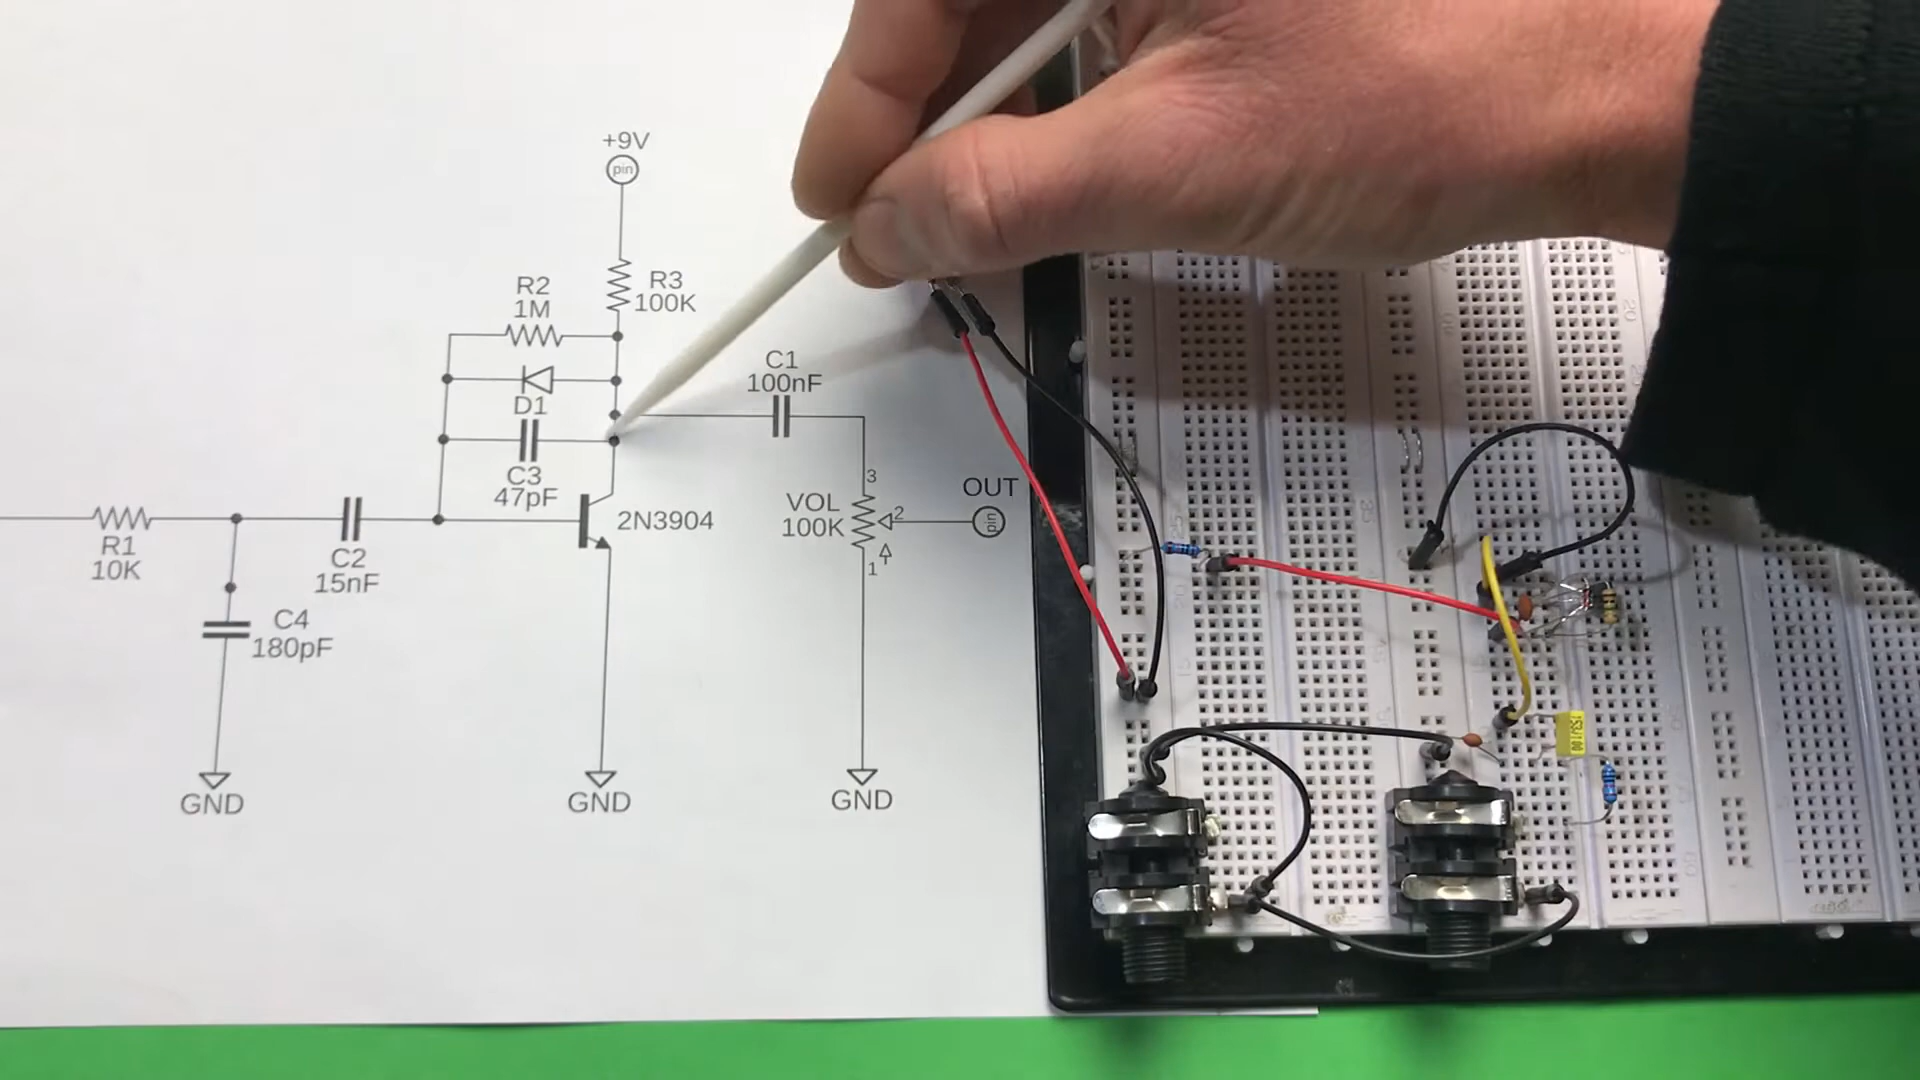 +9V
pin
R3
100K
R2
1M
D1
C1
100nF
C3
47pF
2N3904
VOL
100K
3
2
1
OUT
pin
R1
10K
C2
15nF
C4
180pF
GND
GND
GND